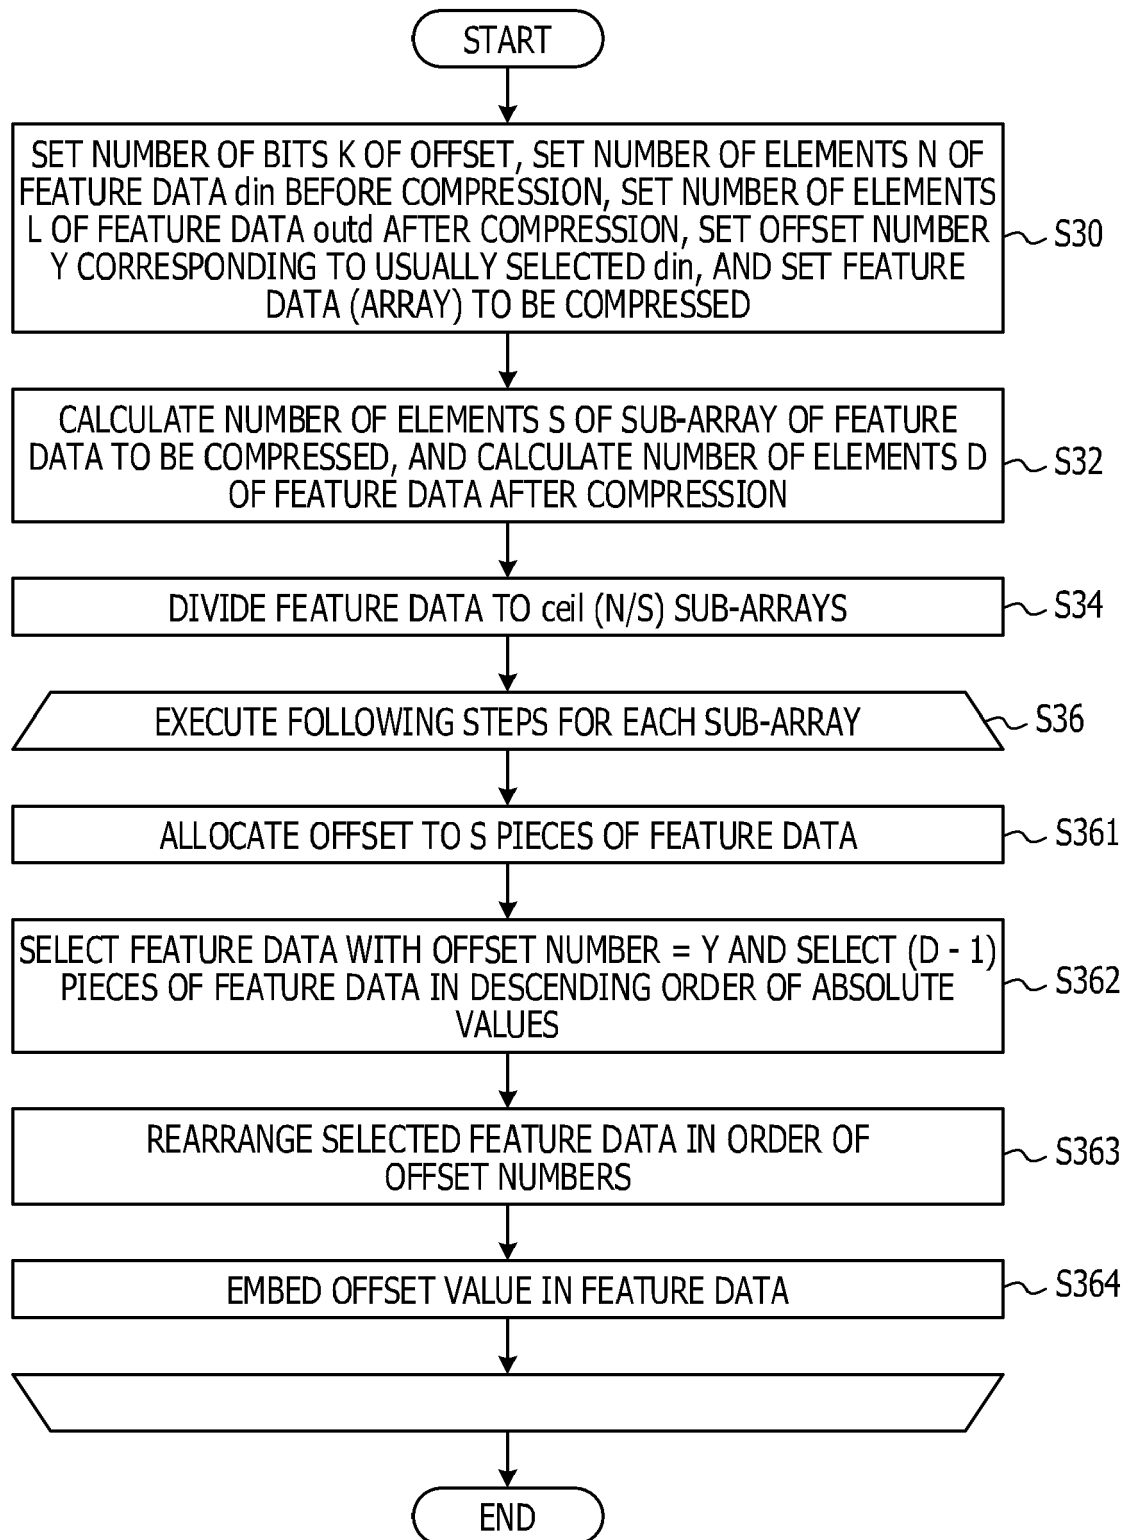 START
SET NUMBER OF BITS K OF OFFSET, SET NUMBER OF ELEMENTS N OF
FEATURE DATA din BEFORE COMPRESSION, SET NUMBER OF ELEMENTS
L OF FEATURE DATA outd AFTER COMPRESSION, SET OFFSET NUMBER
Y CORRESPONDING TO USUALLY SELECTED din, AND SET FEATURE
DATA (ARRAY) TO BE COMPRESSED
S30
CALCULATE NUMBER OF ELEMENTS S OF SUB-ARRAY OF FEATURE
DATA TO BE COMPRESSED, AND CALCULATE NUMBER OF ELEMENTS D
OF FEATURE DATA AFTER COMPRESSION
S32
DIVIDE FEATURE DATA TO ceil (N/S) SUB-ARRAYS
S34
EXECUTE FOLLOWING STEPS FOR EACH SUB-ARRAY
S36
ALLOCATE OFFSET TO S PIECES OF FEATURE DATA
S361
SELECT FEATURE DATA WITH OFFSET NUMBER = Y AND SELECT (D - 1)
PIECES OF FEATURE DATA IN DESCENDING ORDER OF ABSOLUTE
VALUES
S362
REARRANGE SELECTED FEATURE DATA IN ORDER OF
OFFSET NUMBERS
S363
EMBED OFFSET VALUE IN FEATURE DATA
S364
END